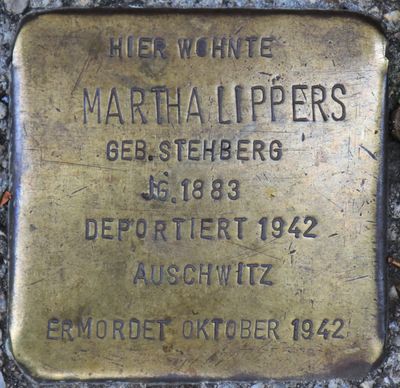 HIER WOHNTE
MARTHA LIPPERS
GEB. STEHBERG
JG. 1883
DEPORTIERT 1942
AUSCHWITZ
ERMORDET OKTOBER 1942